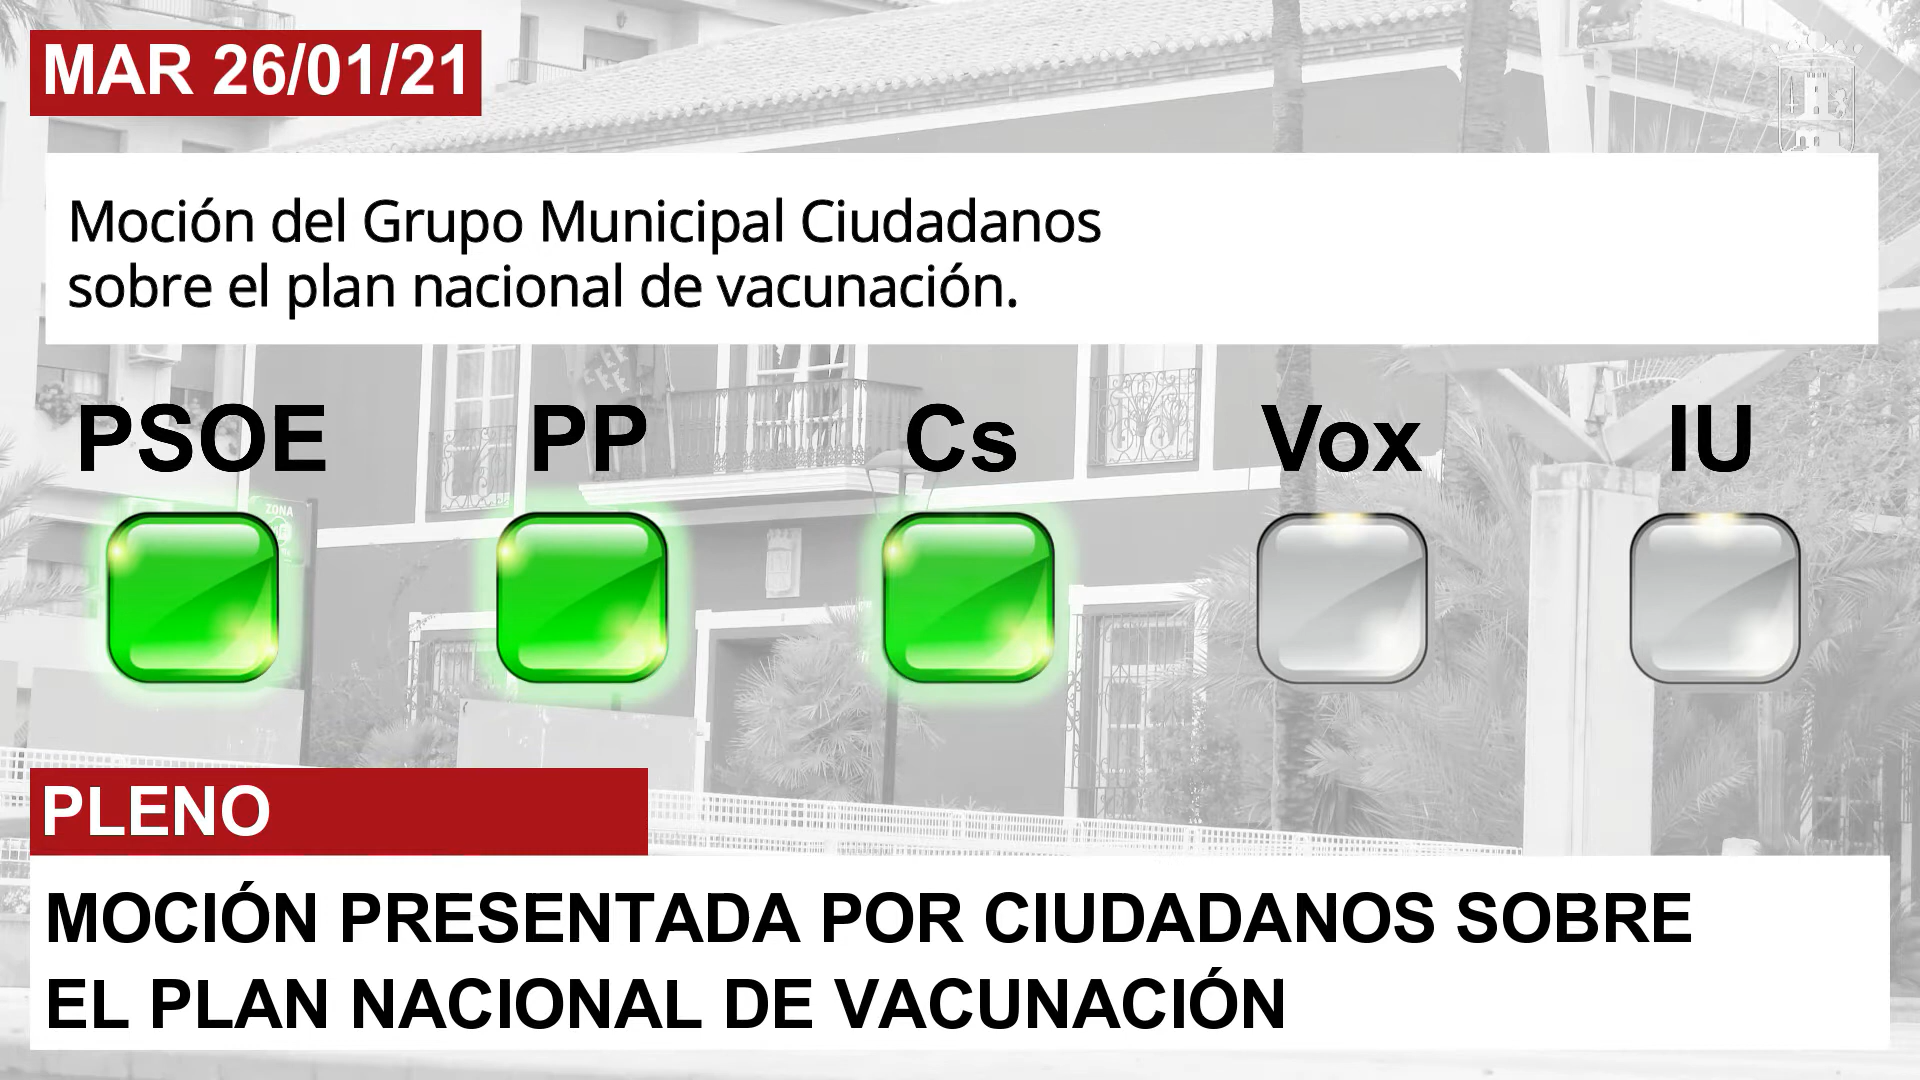 MAR 26/01/21
Moción del Grupo Municipal Ciudadanos
sobre el plan nacional de vacunación.
PSOE PP Cs Vox IU
ZONA
PLENO
MOCIÓN PRESENTADA POR CIUDADANOS SOBRE
EL PLAN NACIONAL DE VACUNACIÓN